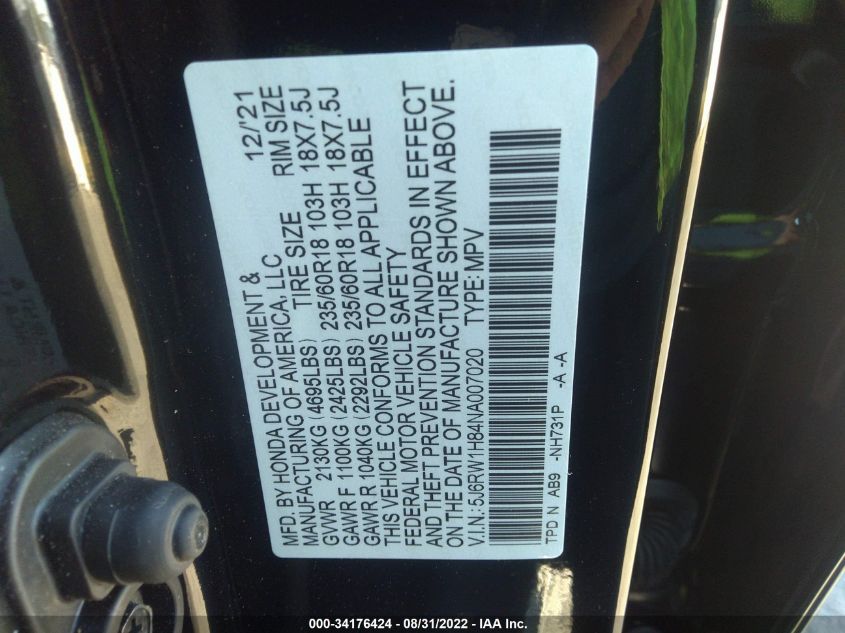 MFD. BY HONDA DEVELOPMENT & 12/'21
MANUFACTURING OF AMERICA, LLC
TIRE SIZE RIM SIZE
GVWR 2130KG (4695LBS)
GAWR F 1100KG (2425LBS) 235/60R18 103H 18X7.5J
GAWR R 1040KG (2292LBS) 235/60R18 103H 18X7.5J
THIS VEHICLE CONFORMS TO ALL APPLICABLE
FEDERAL MOTOR VEHICLE SAFETY
AND THEFT PREVENTION STANDARDS IN EFFECT
ON THE DATE OF MANUFACTURE SHOWN ABOVE.
V.I.N.: 5J6RW1H84NA007020 TYPE: MPV
TPD N AB9 -NH731P -A -A
000-34176424 - 08/31/2022 - IAA Inc.